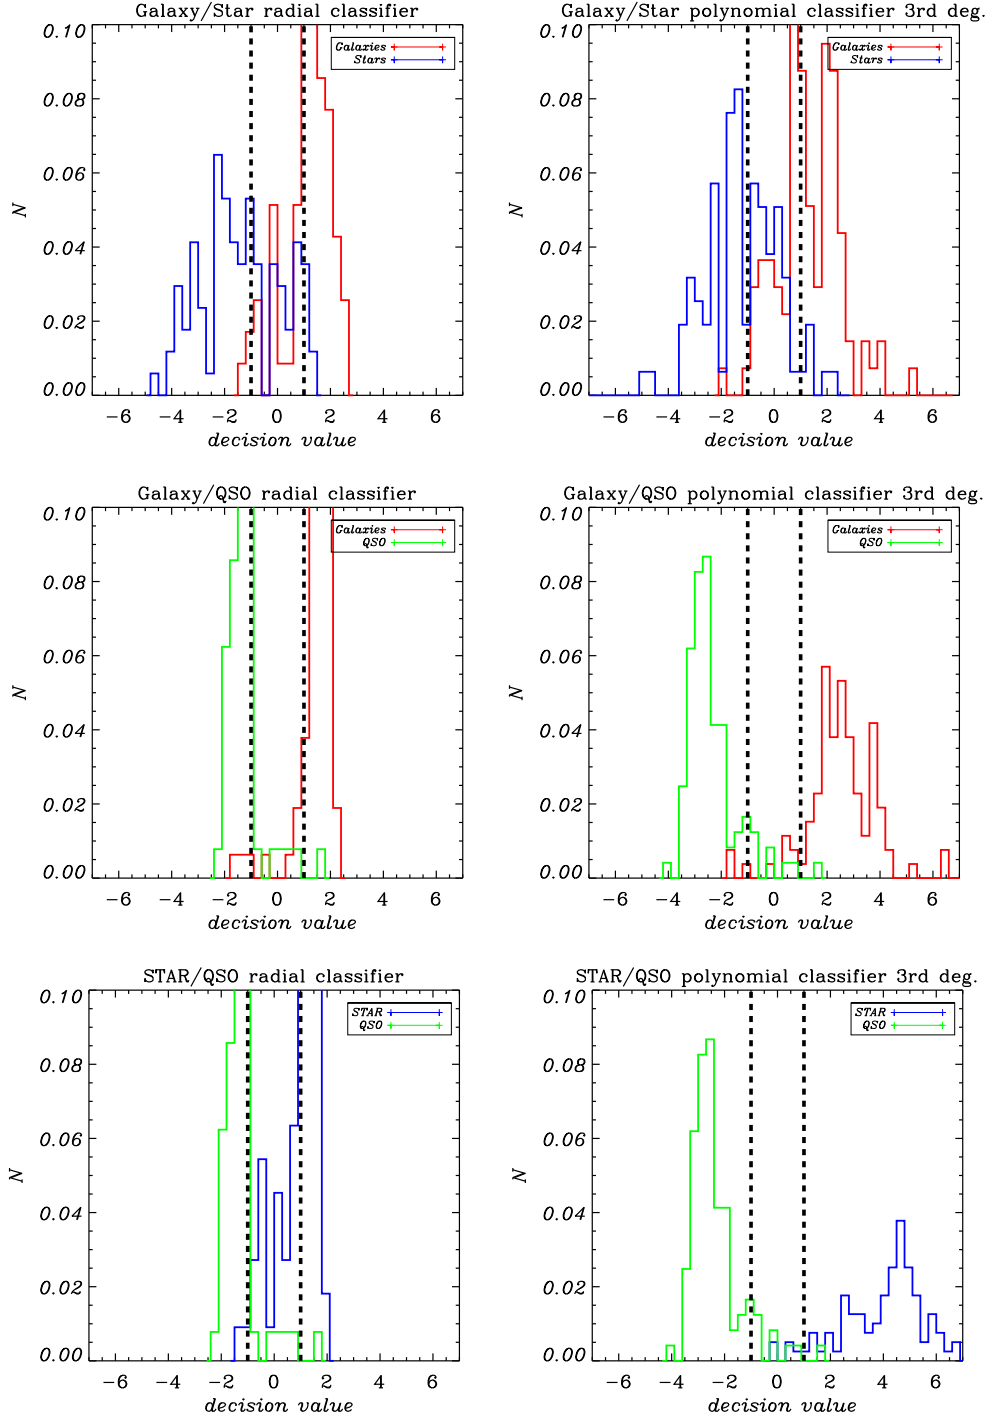 Galaxy/Star radial classifier
0.10
0.08
0.06
0.04
0.02
0.00
N
Galaxies
Stars
-6 -4 -2 0 2 4 6
decision value
Galaxy/Star polynomial classifier 3rd deg.
0.10
0.08
0.06
0.04
0.02
0.00
N
Galaxies
Stars
-6 -4 -2 0 2 4 6
decision value
Galaxy/QSO radial classifier
0.10
0.08
0.06
0.04
0.02
0.00
N
Galaxies
QSO
-6 -4 -2 0 2 4 6
decision value
Galaxy/QSO polynomial classifier 3rd deg.
0.10
0.08
0.06
0.04
0.02
0.00
N
Galaxies
QSO
-6 -4 -2 0 2 4 6
decision value
STAR/QSO radial classifier
0.10
0.08
0.06
0.04
0.02
0.00
N
STAR
QSO
-6 -4 -2 0 2 4 6
decision value
STAR/QSO polynomial classifier 3rd deg.
0.10
0.08
0.06
0.04
0.02
0.00
N
STAR
QSO
-6 -4 -2 0 2 4 6
decision value